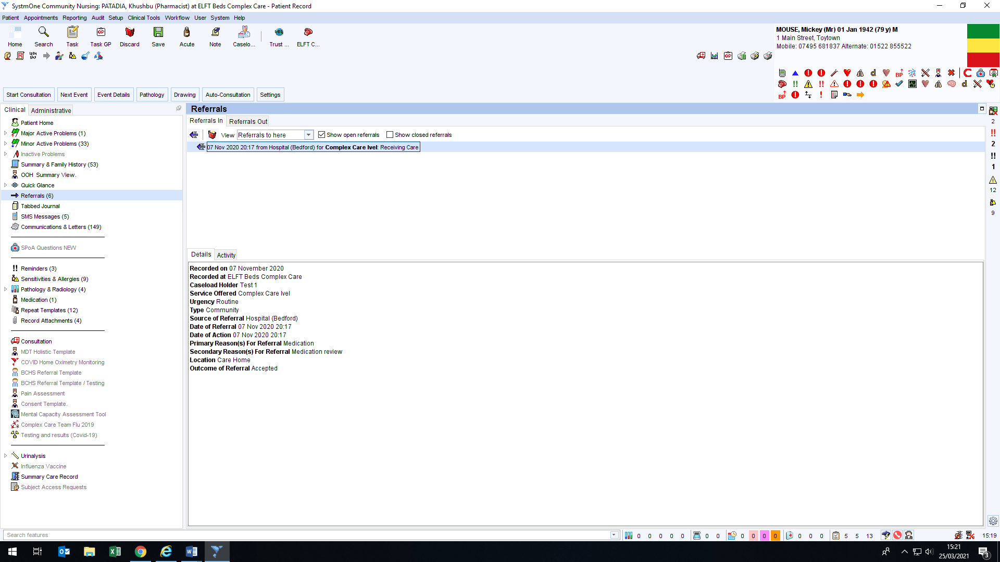 SystmOne Community Nursing: PATADIA, Khushbu (Pharmacist) at ELFT Beds Complex Care - Patient Record
Patient Appointments Reporting Audit Setup Clinical Tools Workflow User System Help
Home Search Task Task GP Discard Save Acute Note Caselo... Trust ... ELFT C...
MOUSE, Mickey (Mr) 01 Jan 1942 (79 y) M
1 Main Street, Toytown
Mobile: 07495 681837 Alternate: 01522 855522
Start Consultation Next Event Event Details Pathology Drawing Auto-Consultation Settings
Clinical Administrative
Patient Home
Major Active Problems (1)
Minor Active Problems (33)
Inactive Problems
Summary & Family History (53)
OOH Summary View.
Quick Glance
Referrals (6)
Tabbed Journal
SMS Messages (5)
Communications & Letters (149)
SPoA Questions NEW
Reminders (3)
Sensitivities & Allergies (9)
Pathology & Radiology (4)
Medication (1)
Repeat Templates (12)
Record Attachments (4)
Consultation
MDT Holistic Template
COVID Home Oximetry Monitoring
BCHS Referral Template
BCHS Referral Template / Testing
Pain Assessment
Consent Template.
Mental Capacity Assessment Tool
Complex Care Team Flu 2019
Testing and results (Covid-19)
Urinalysis
Influenza Vaccine
Summary Care Record
Subject Access Requests
Referrals
Referrals In Referrals Out
View Referrals to here Show open referrals Show closed referrals
07 Nov 2020 20:17 from Hospital (Bedford) for Complex Care Ivel: Receiving Care
Details Activity
Recorded on 07 November 2020
Recorded at ELFT Beds Complex Care
Caseload Holder Test 1
Service Offered Complex Care Ivel
Urgency Routine
Type Community
Source of Referral Hospital (Bedford)
Date of Referral 07 Nov 2020 20:17
Date of Action 07 Nov 2020 20:17
Primary Reason(s) For Referral Medication
Secondary Reason(s) For Referral Medication review
Location Care Home
Outcome of Referral Accepted
2
!!
2
!!
1
12
9
Search features
0 0 0 0 0 0 0 0 0 0 0 0 0 0 5 5 13 15:19
15:21
25/03/2021
3